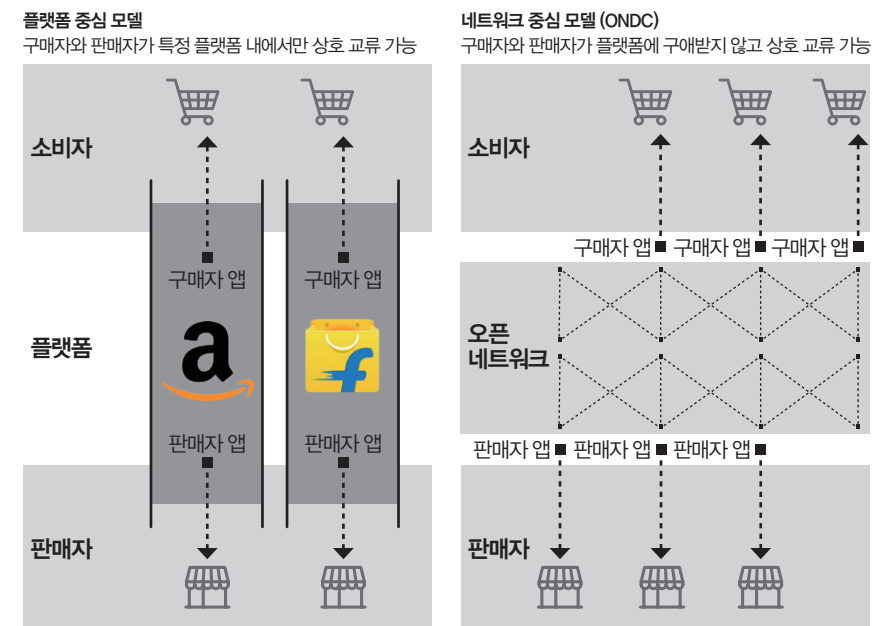 플랫폼 중심 모델
구매자와 판매자가 특정 플랫폼 내에서만 상호 교류 가능
소비자
구매자 앱 구매자 앱
플랫폼
a
판매자 앱 판매자 앱
판매자
네트워크 중심 모델 (ONDC)
구매자와 판매자가 플랫폼에 구애받지 않고 상호 교류 가능
소비자
구매자 앱 구매자 앱 구매자 앱
오픈
네트워크
판매자 앱 판매자 앱 판매자 앱
판매자